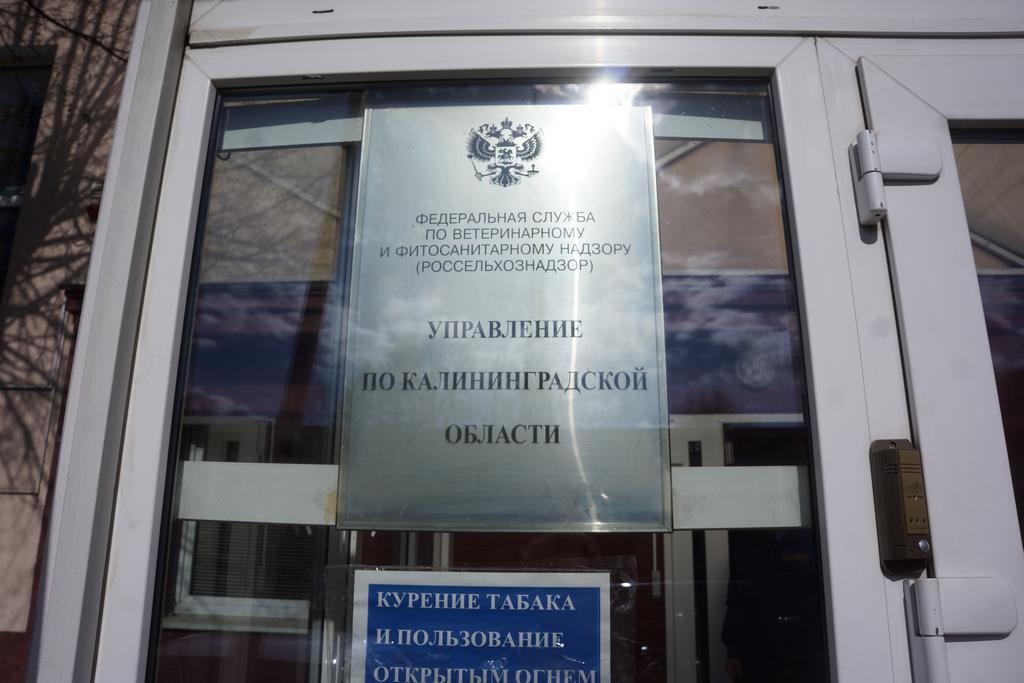 ФЕДЕРАЛЬНАЯ СЛУЖБА
ПО ВЕТЕРИНАРНОМУ
И ФИТОСАНИТАРНОМУ НАДЗОРУ
(РОССЕЛЬХОЗНАДЗОР)
УПРАВЛЕНИЕ
ПО КАЛИНИНГРАДСКОЙ
ОБЛАСТИ
КУРЕНИЕ ТАБАКА
И ПОЛЬЗОВАНИЕ
ОТКРЫТЫМ ОГНЕМ